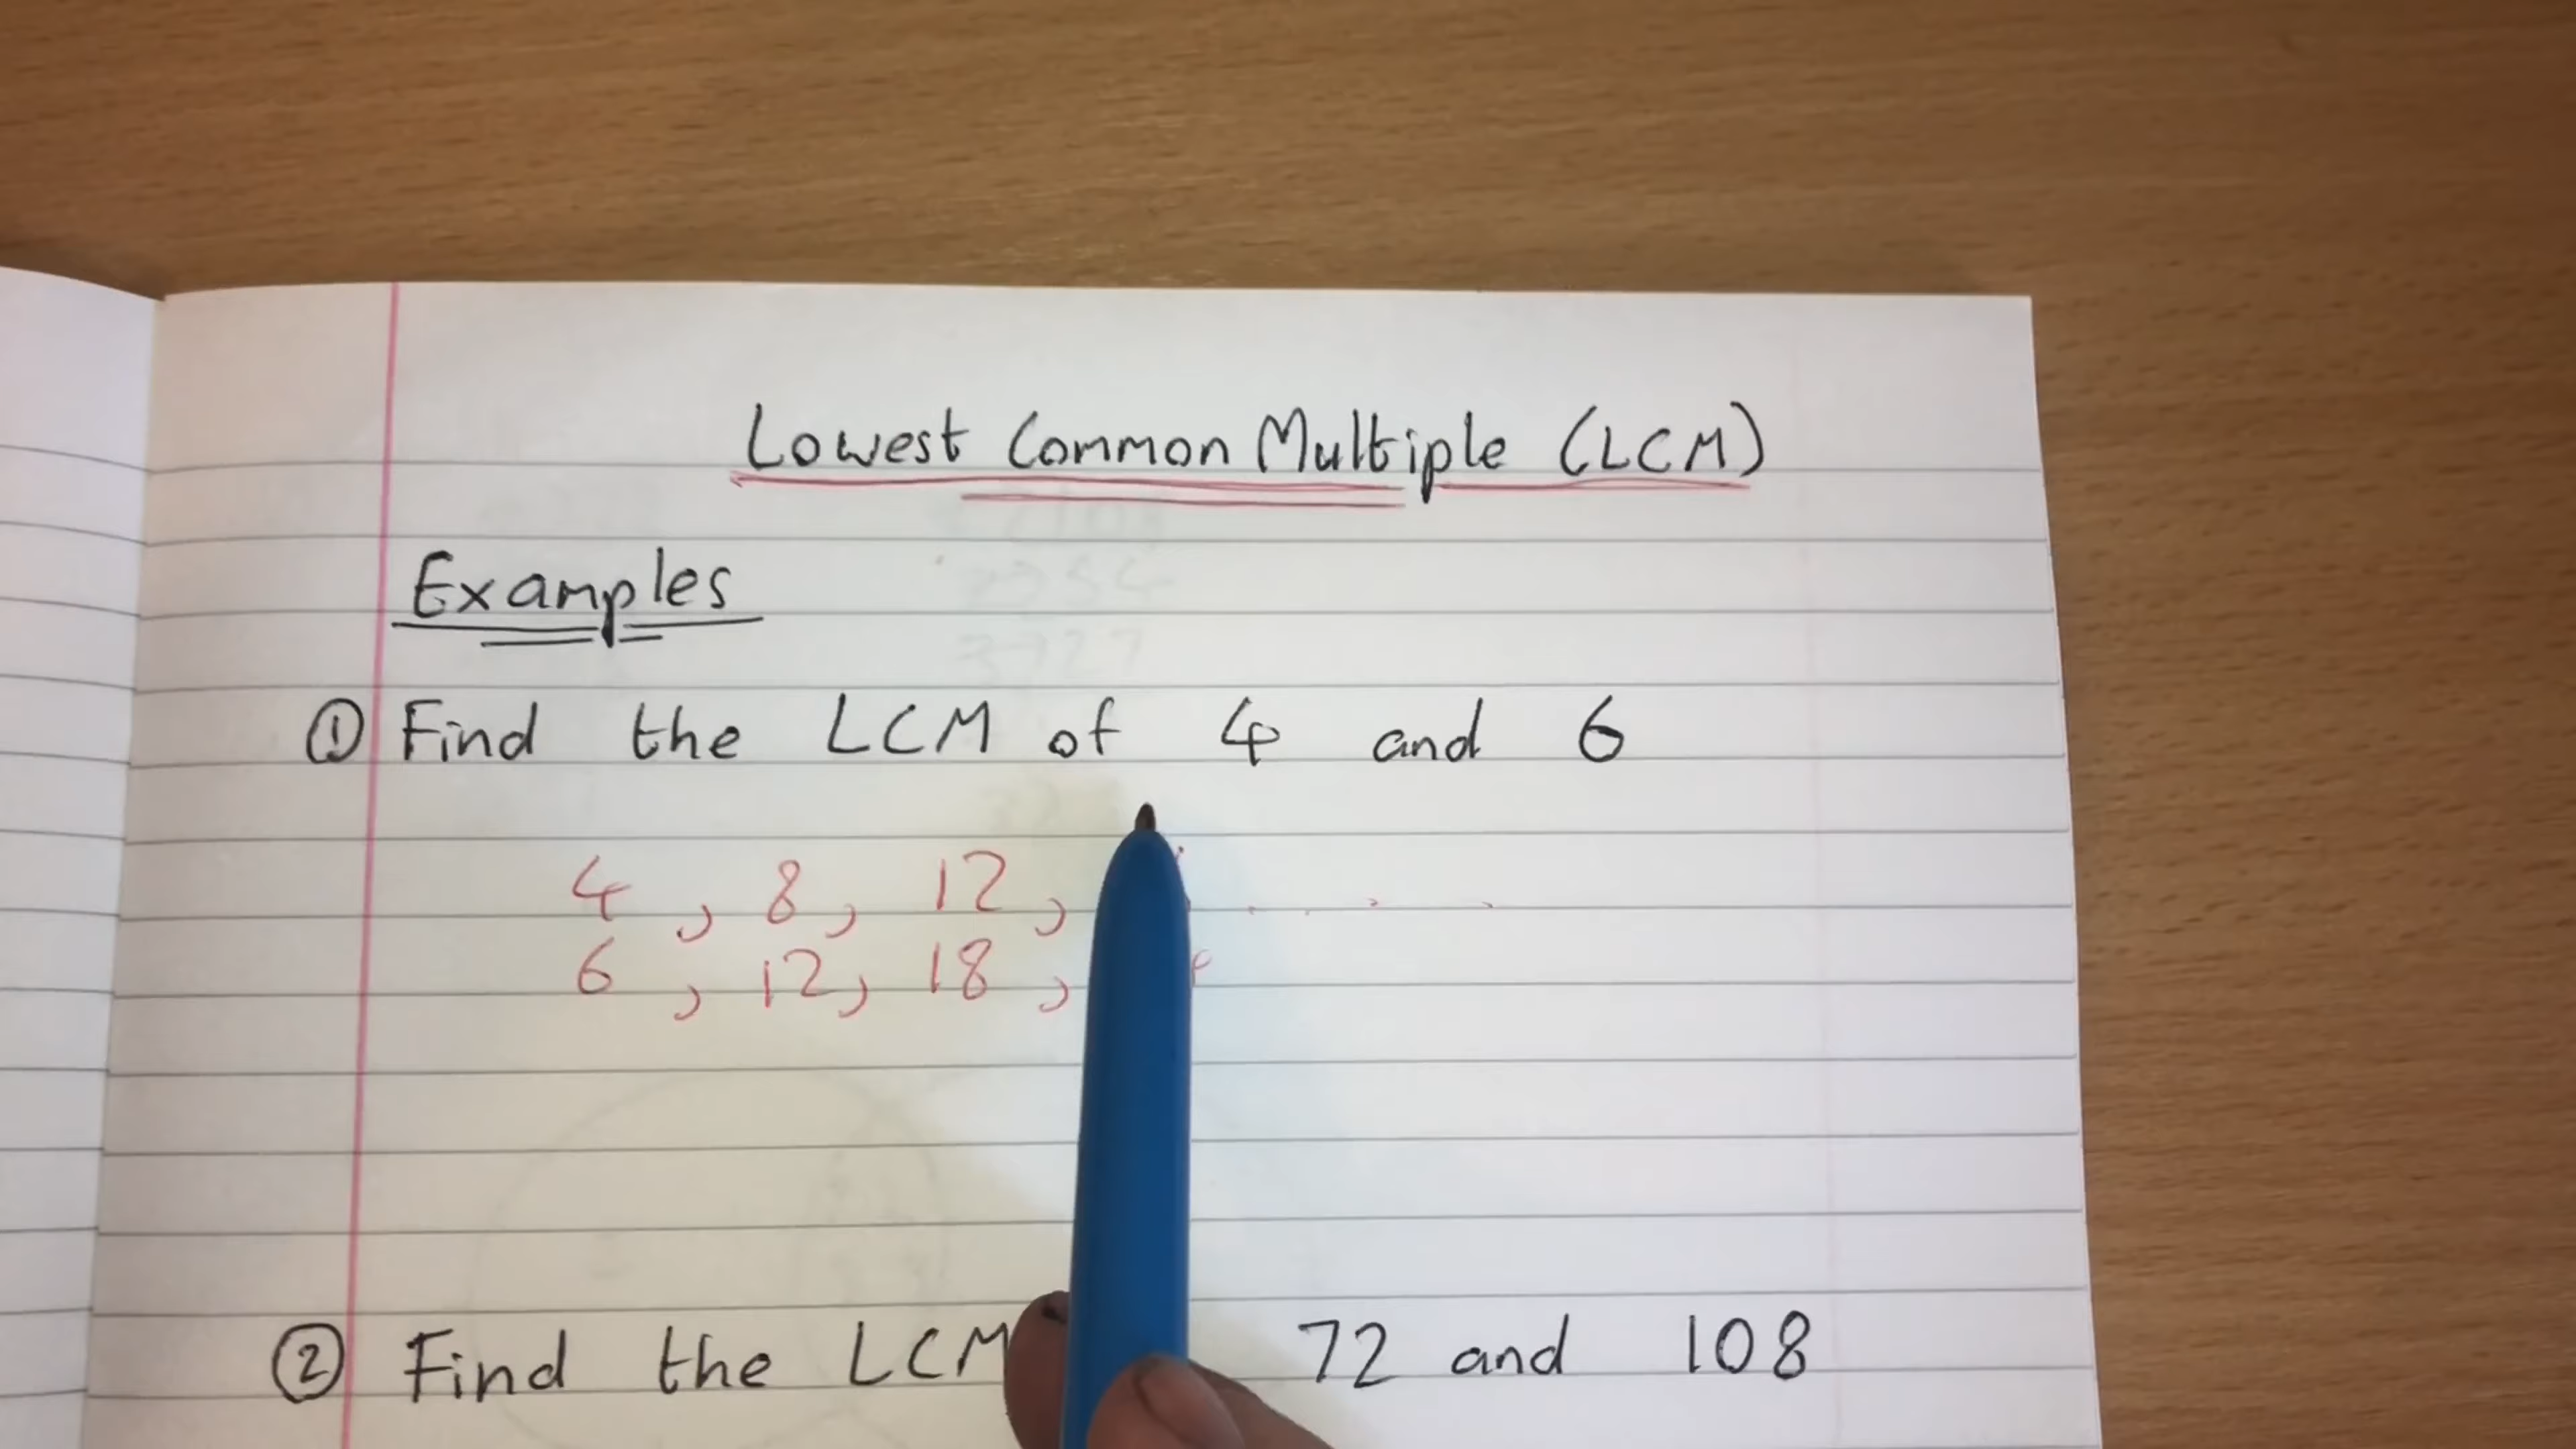 Lowest Common Multiple (LCM)
Examples
① Find the LCM of 4 and 6
4, 8, 12,
6, 12, 18,
② Find the LCM 72 and 108